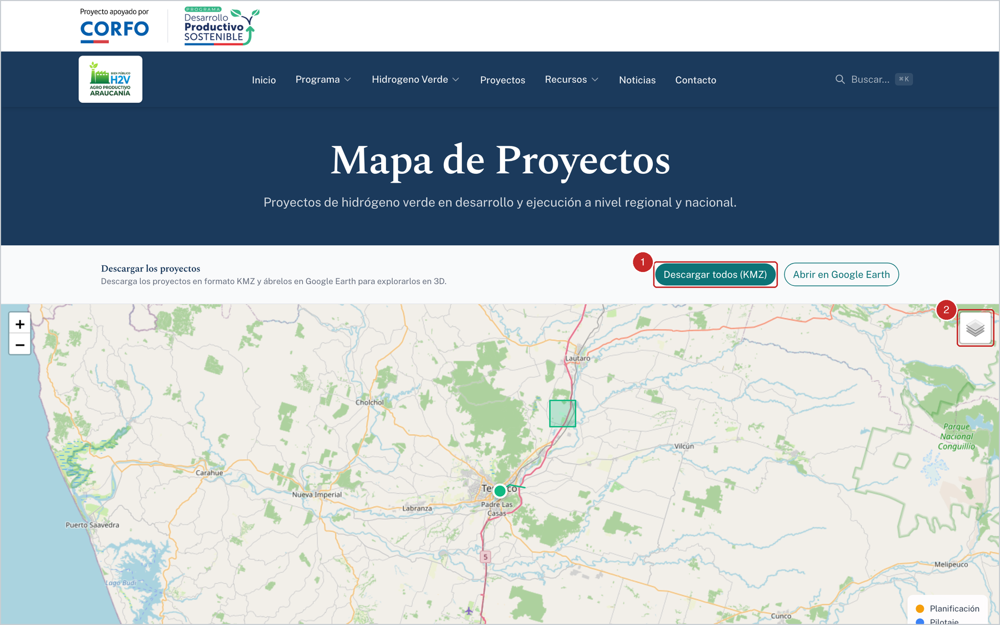 Proyecto apoyado por
CORFO
PROGRAMA
Desarrollo
Productivo
SOSTENIBLE
BIEN PÚBLICO
H2V
AGRO PRODUCTIVO
ARAUCANÍA
Inicio
Programa
Hidrogeno Verde
Proyectos
Recursos
Noticias
Contacto
Buscar...
⌘ K
Mapa de Proyectos
Proyectos de hidrógeno verde en desarrollo y ejecución a nivel regional y nacional.
Descargar los proyectos
Descarga los proyectos en formato KMZ y ábrelos en Google Earth para explorarlos en 3D.
1
Descargar todos (KMZ)
Abrir en Google Earth
2
+
−
Lautaro
Cholchol
Parque
Nacional
Conguillío
Vilcún
Carahue
Nueva Imperial
Labranza
Padre Las
Casas
Puerto Saavedra
5
Melipeuco
Lago Budi
Cunco
Planificación
Pilotaje